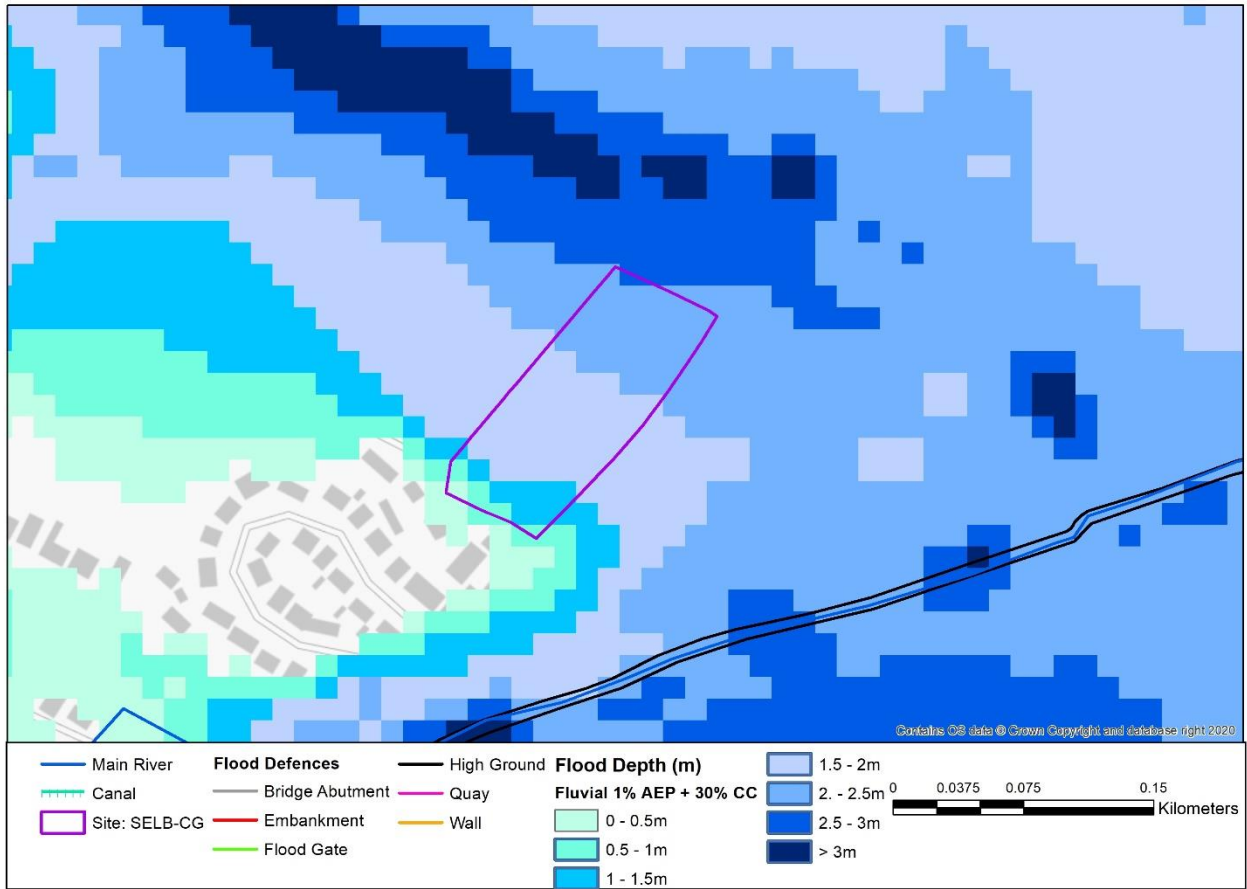 Contains OS data © Crown Copyright and database right 2020
Main River
Canal
Site: SELB-CG
Flood Defences
Bridge Abutment
Embankment
Flood Gate
High Ground
Quay
Wall
Flood Depth (m)
Fluvial 1% AEP + 30% CC
0 - 0.5m
0.5 - 1m
1 - 1.5m
1.5 - 2m
2. - 2.5m
2.5 - 3m
> 3m
0 0.0375 0.075 0.15
Kilometers